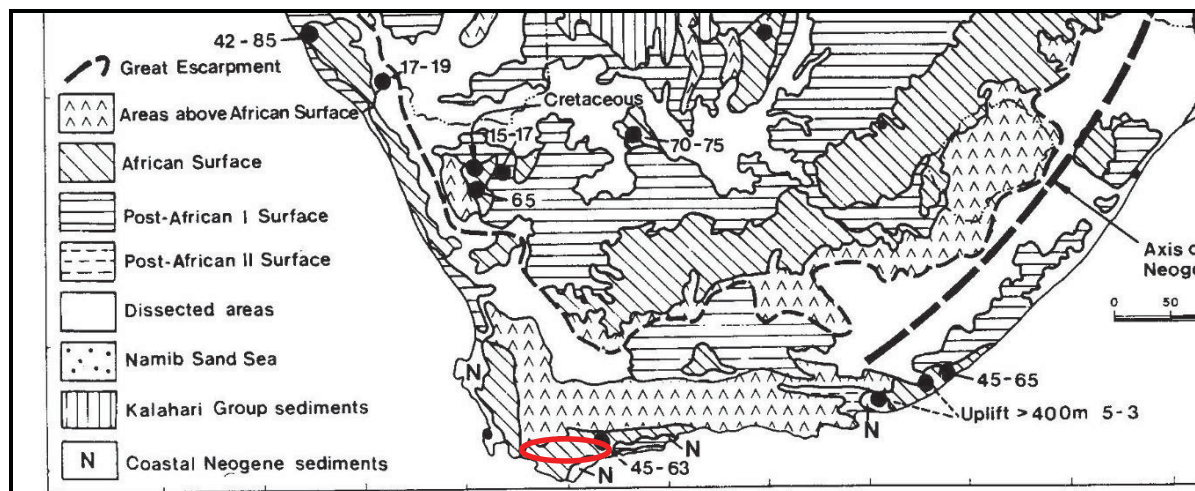 42-85
Great Escarpment
17-19
Areas above African Surface
Cretaceous
15-17
African Surface
70-75
65
Post-African I Surface
Post-African II Surface
Axis o
Neoge
Dissected areas
0 50
Namib Sand Sea
N
45-65
Kalahari Group sediments
Uplift > 400m 5-3
N
N
N Coastal Neogene sediments
N
45-63